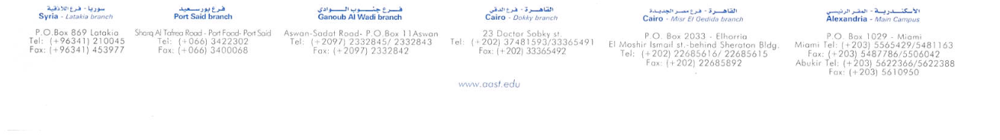 سوريا - فرع اللاذقية
Syria - Latakia branch
P.O.Box 869 Latakia
Tel: (+96341) 210045
Fax: (+96341) 453977
فرع بورسعيد
Port Said branch
Sharq Al Tafrea Road - Port Foad- Port Said
Tel: (+066) 3422302
Fax: (+066) 3400068
فرع جنوب الوادي
Ganoub Al Wadi branch
Aswan-Sadat Road- P.O.Box 11Aswan
Tel: (+2097) 2332845/ 2332843
Fax: (+2097) 2332842
القاهرة - فرع الدقي
Cairo - Dokky branch
23 Doctor Sobky st.
Tel: (+202) 37481593/33365491
Fax: (+202) 33365492
القاهرة - فرع مصر الجديدة
Cairo - Misr El Gedida branch
P.O. Box 2033 - Elhorria
El Moshir Ismail st.-behind Sheraton Bldg.
Tel: (+202) 22685616/ 22685615
Fax: (+202) 22685892
الأسكندرية - المقر الرئيسي
Alexandria - Main Campus
P.O. Box 1029 - Miami
Miami Tel: (+203) 5565429/5481163
Fax: (+203) 5487786/5506042
Abukir Tel: (+203) 5622366/5622388
Fax: (+203) 5610950
www.aast.edu